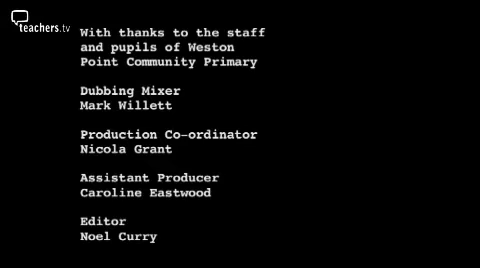 teachers.tv
With thanks to the staff
and pupils of Weston
Point Community Primary
Dubbing Mixer
Mark Willett
Production Co-ordinator
Nicola Grant
Assistant Producer
Caroline Eastwood
Editor
Noel Curry